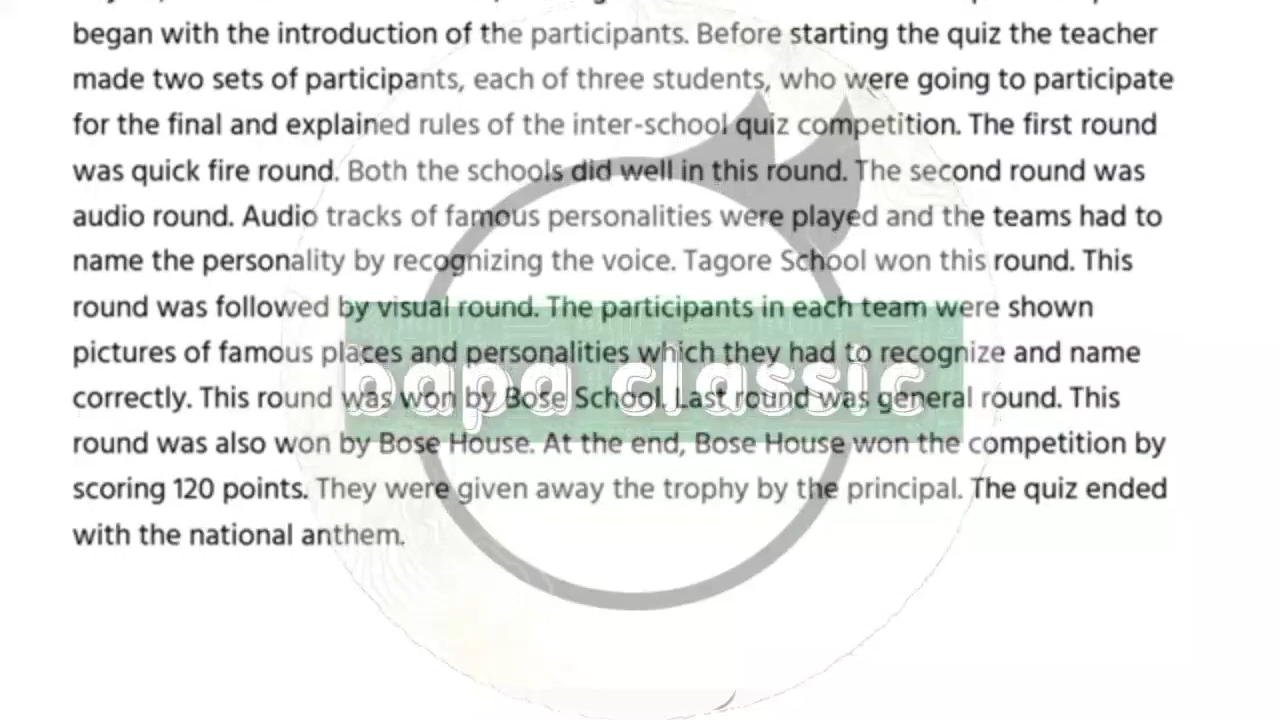 began with the introduction of the participants. Before starting the quiz the teacher
made two sets of participants, each of three students, who were going to participate
for the final and explained rules of the inter-school quiz competition. The first round
was quick fire round. Both the schools did well in this round. The second round was
audio round. Audio tracks of famous personalities were played and the teams had to
name the personality by recognizing the voice. Tagore School won this round. This
round was followed by visual round. The participants in each team were shown
pictures of famous places and personalities which they had to recognize and name
bapa classic
correctly. This round was won by Bose School. Last round was general round. This
round was also won by Bose House. At the end, Bose House won the competition by
scoring 120 points. They were given away the trophy by the principal. The quiz ended
with the national anthem.